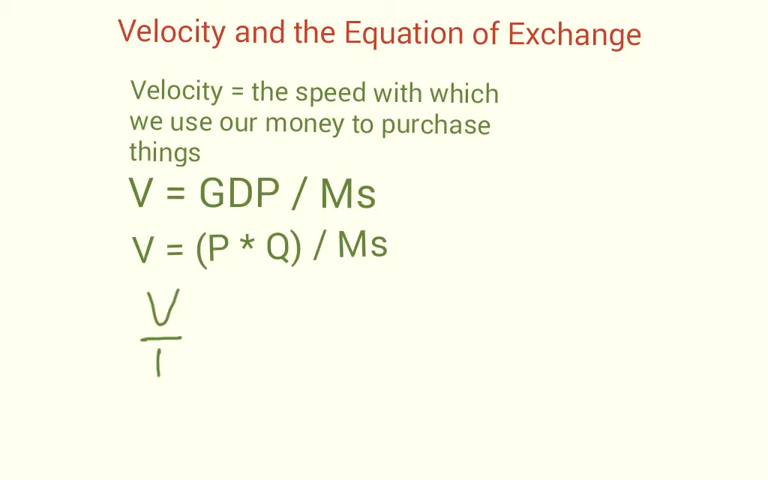 Velocity and the Equation of Exchange
Velocity = the speed with which
we use our money to purchase
things
V = GDP / Ms
V = (P * Q) / Ms
V
1